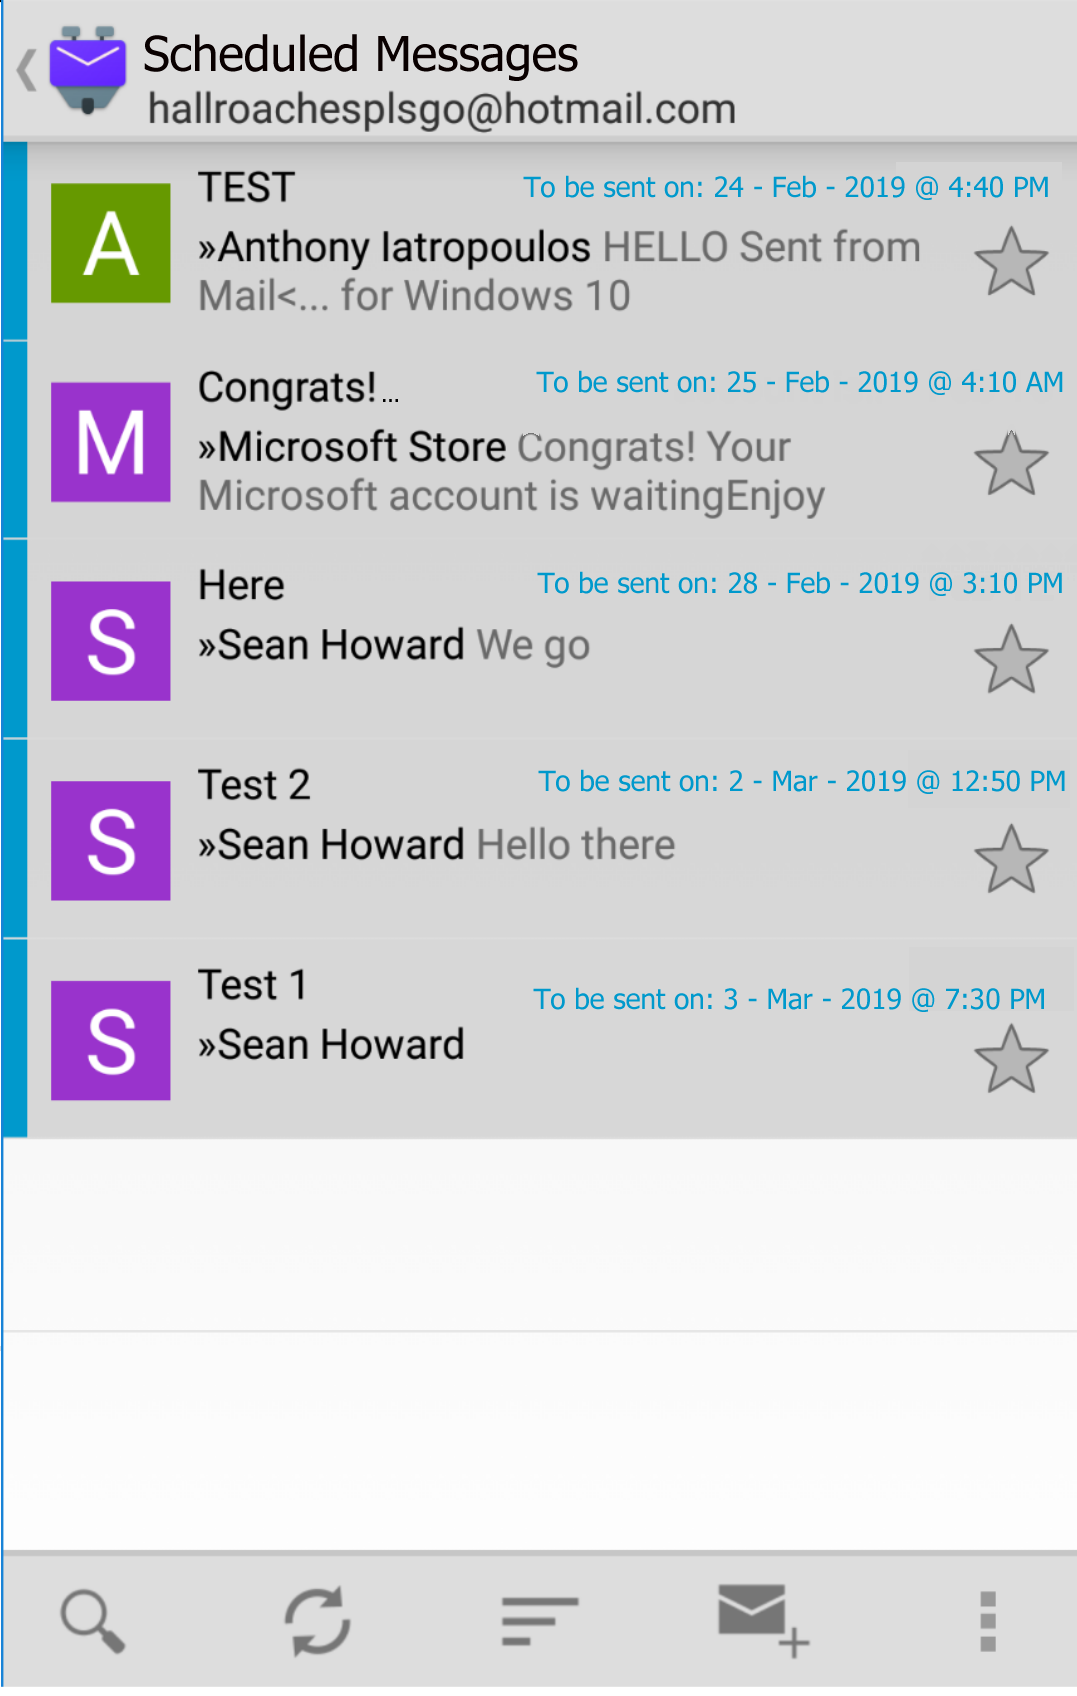 Scheduled Messages
hallroachesplsgo@hotmail.com
A
TEST
To be sent on: 24 - Feb - 2019 @ 4:40 PM
»Anthony Iatropoulos HELLO Sent from
Mail<... for Windows 10
M
Congrats!...
To be sent on: 25 - Feb - 2019 @ 4:10 AM
»Microsoft Store Congrats! Your
Microsoft account is waitingEnjoy
S
Here
To be sent on: 28 - Feb - 2019 @ 3:10 PM
»Sean Howard We go
S
Test 2
To be sent on: 2 - Mar - 2019 @ 12:50 PM
»Sean Howard Hello there
S
Test 1
To be sent on: 3 - Mar - 2019 @ 7:30 PM
»Sean Howard